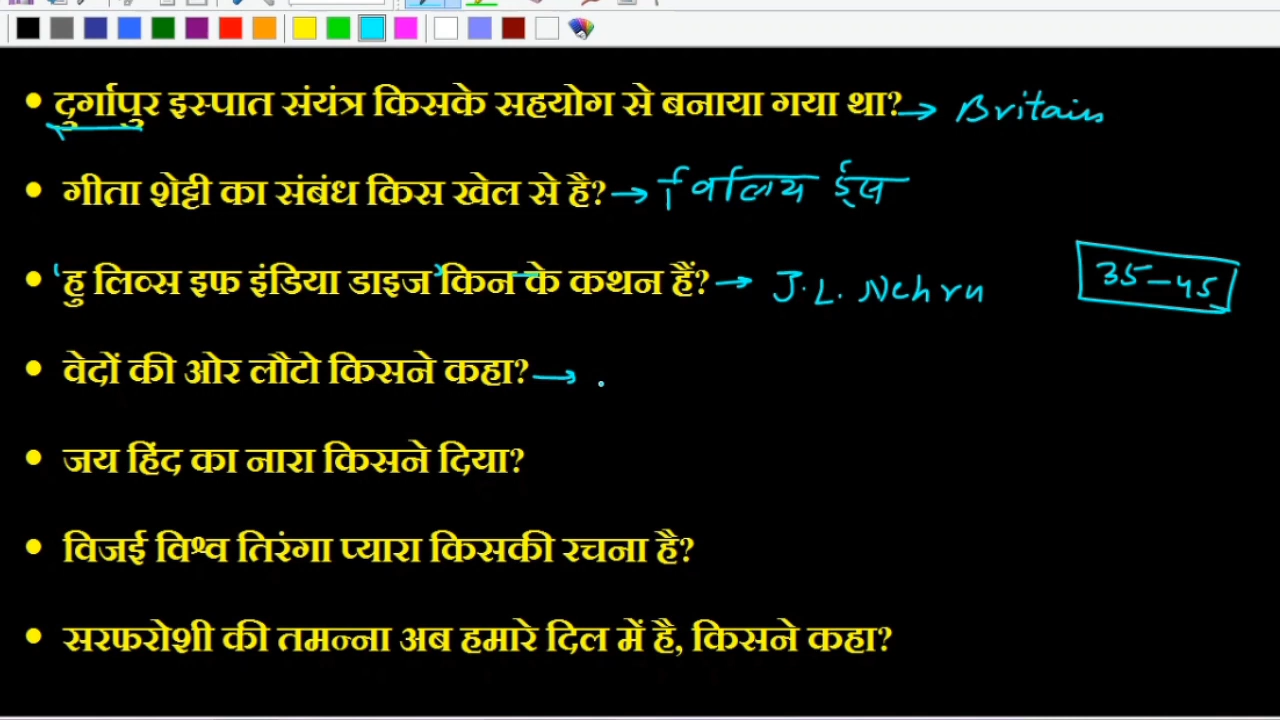 • दुर्गापुर इस्पात संयंत्र किसके सहयोग से बनाया गया था? → Britain
• गीता शेट्टी का संबंध किस खेल से है? →
• 'हु लिव्स इफ इंडिया डाइज' किन के कथन हैं? → J.L. Nehru
35-45
• वेदों की ओर लौटो किसने कहा? →
• जय हिंद का नारा किसने दिया?
• विजई विश्व तिरंगा प्यारा किसकी रचना है?
• सरफरोशी की तमन्ना अब हमारे दिल में है, किसने कहा?